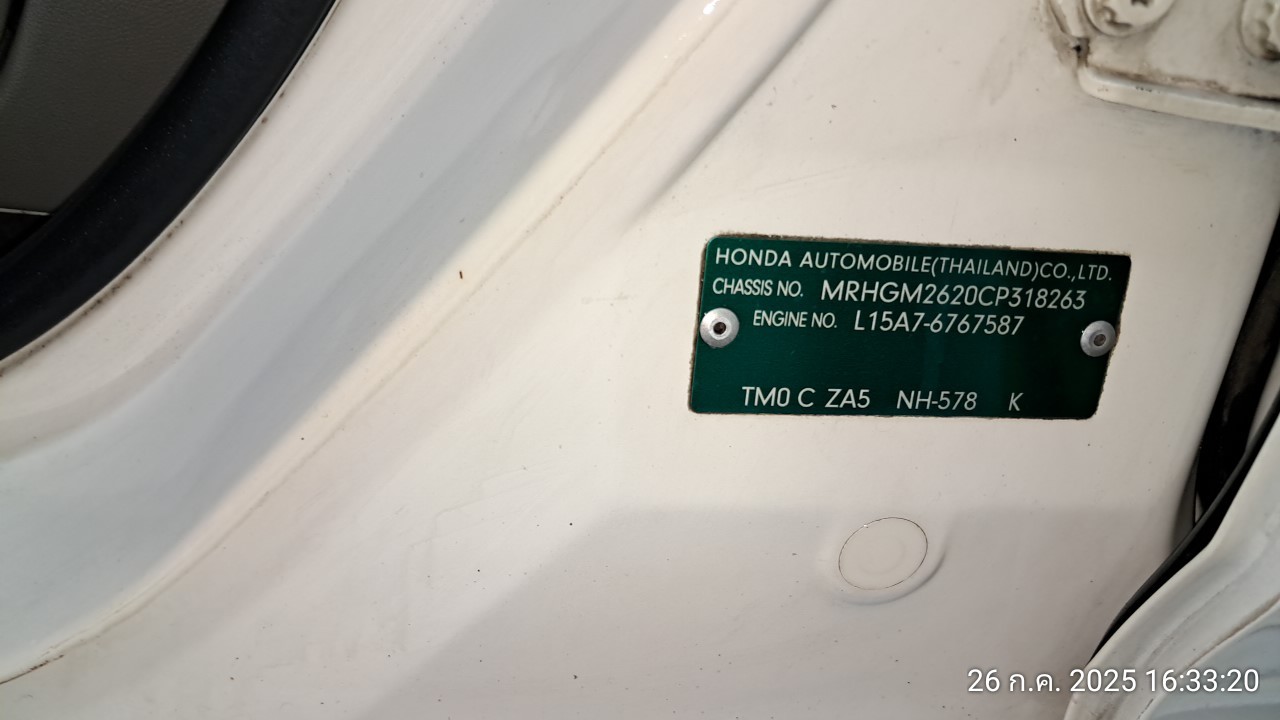 HONDA AUTOMOBILE(THAILAND)CO.,LTD.
CHASSIS NO. MRHGM2620CP318263
ENGINE NO. L15A7-6767587
TM0 C ZA5 NH-578 K
26 ก.ค. 2025 16:33:20